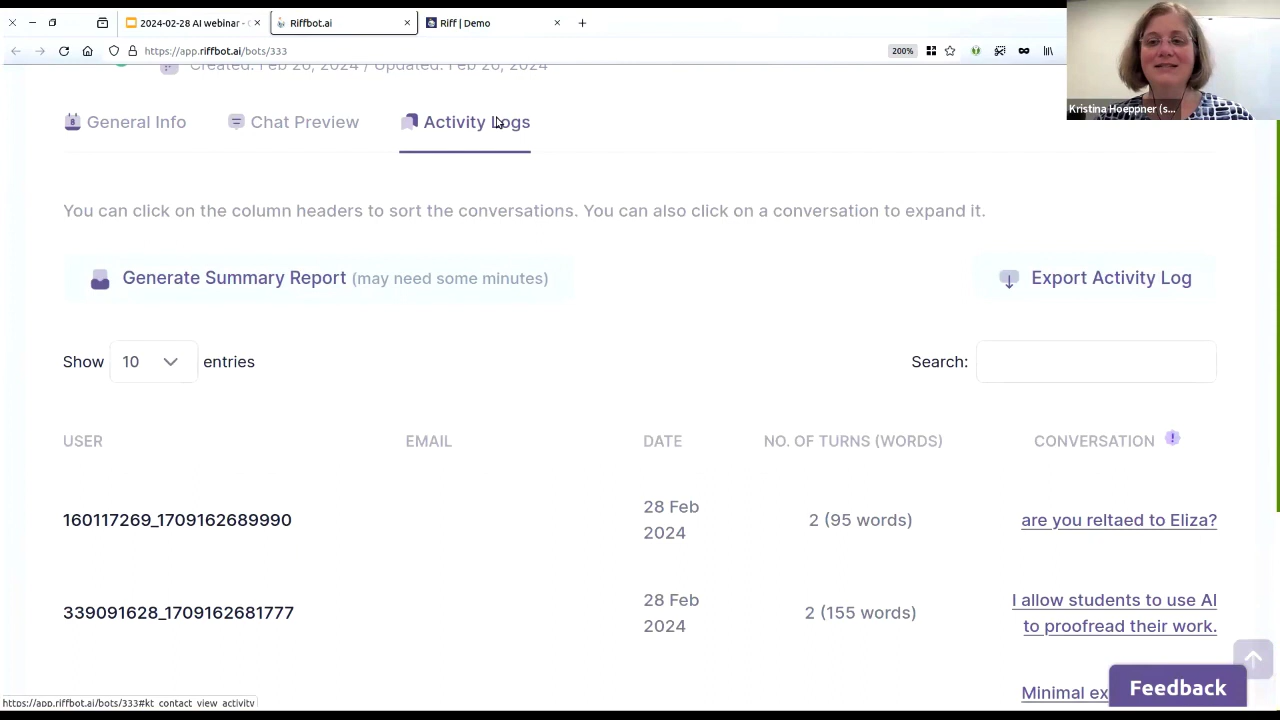 2024-02-28 AI webinar -
Riffbot.ai
Riff | Demo
https://app.riffbot.ai/bots/333
200%
Kristina Hoeppner (s...
Created: Feb 20, 2024 / Updated: Feb 20, 2024
General Info
Chat Preview
Activity Logs
You can click on the column headers to sort the conversations. You can also click on a conversation to expand it.
Generate Summary Report (may need some minutes)
Export Activity Log
Show 10 entries
Search:
USER EMAIL DATE NO. OF TURNS (WORDS) CONVERSATION
160117269_1709162689990
28 Feb
2024
2 (95 words)
are you reltaed to Eliza?
339091628_1709162681777
28 Feb
2024
2 (155 words)
I allow students to use AI
to proofread their work.
Minimal
Feedback
https://app.riffbot.ai/bots/333#kt_contact_view_activity